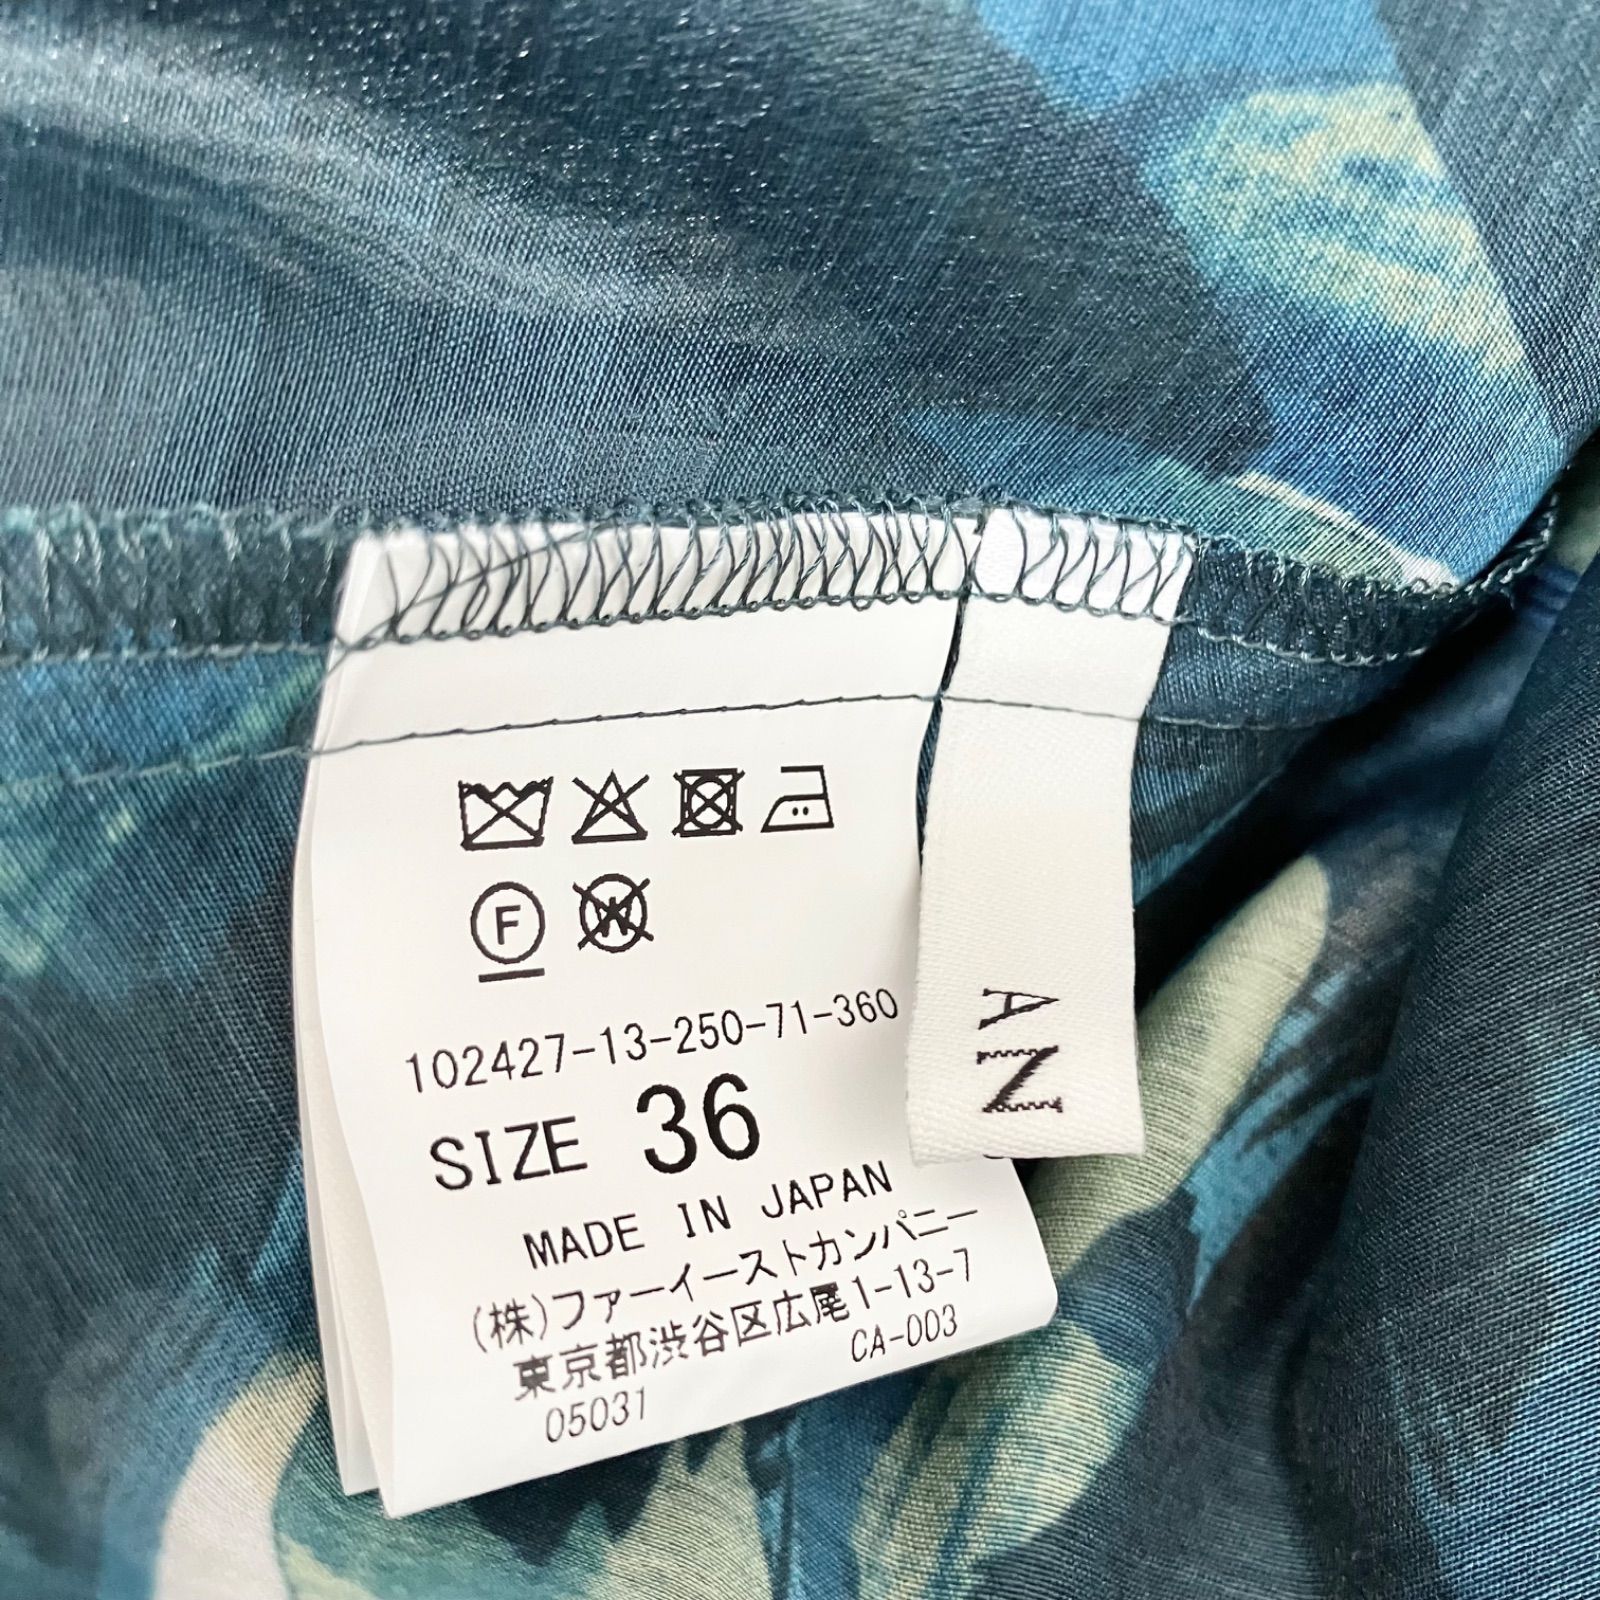 F
W
102427-13-250-71-360
SIZE 36
MADE IN JAPAN
(株)ファーイーストカンパニー
東京都渋谷区広尾1-13-7
CA-003
05031
AN